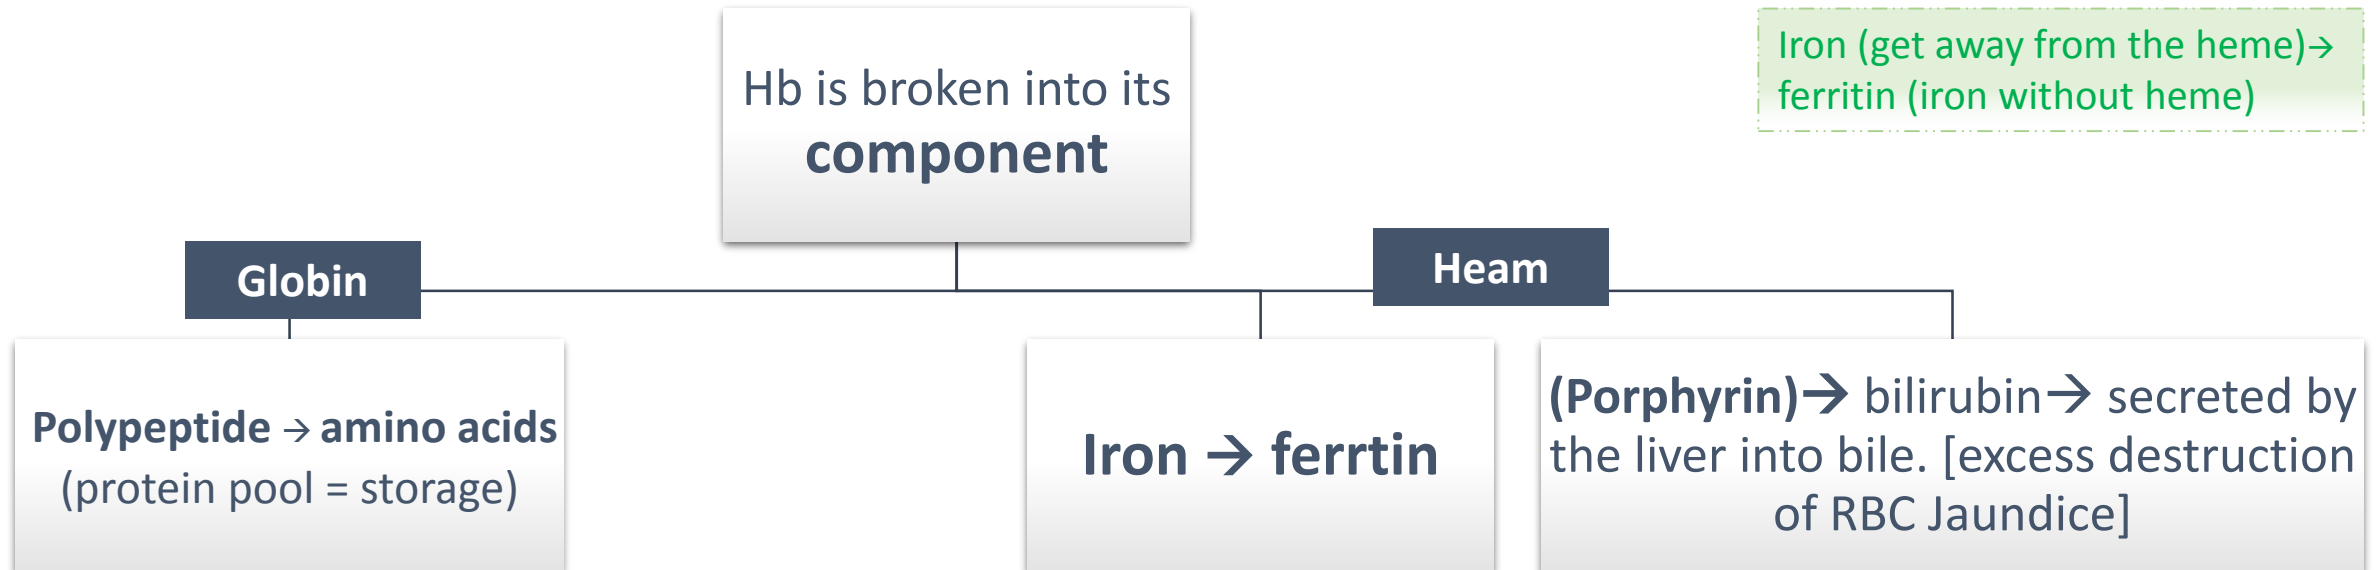 Hb is broken into its
component
Iron (get away from the heme)→
ferritin (iron without heme)
Globin
Heam
Polypeptide → amino acids
(protein pool = storage)
Iron → ferrtin
(Porphyrin)→ bilirubin→ secreted by
the liver into bile. [excess destruction
of RBC Jaundice]